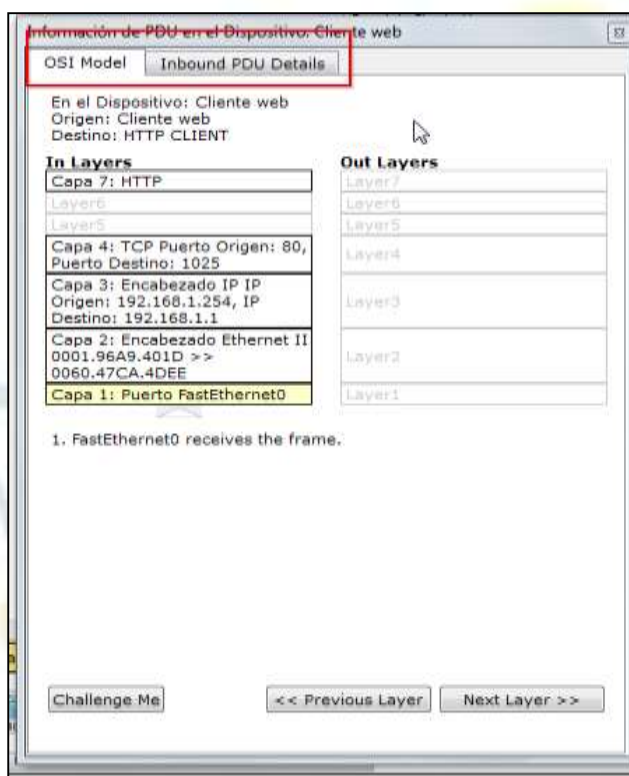 Información de PDU en el Dispositivo: Cliente web
OSI Model Inbound PDU Details
En el Dispositivo: Cliente web
Origen: Cliente web
Destino: HTTP CLIENT
In Layers
Capa 7: HTTP
Layer6
Layer5
Capa 4: TCP Puerto Origen: 80,
Puerto Destino: 1025
Capa 3: Encabezado IP IP
Origen: 192.168.1.254, IP
Destino: 192.168.1.1
Capa 2: Encabezado Ethernet II
0001.96A9.401D >>
0060.47CA.4DEE
Capa 1: Puerto FastEthernet0
Out Layers
Layer7
Layer6
Layer5
Layer4
Layer3
Layer2
Layer1
1. FastEthernet0 receives the frame.
Challenge Me
<< Previous Layer
Next Layer >>